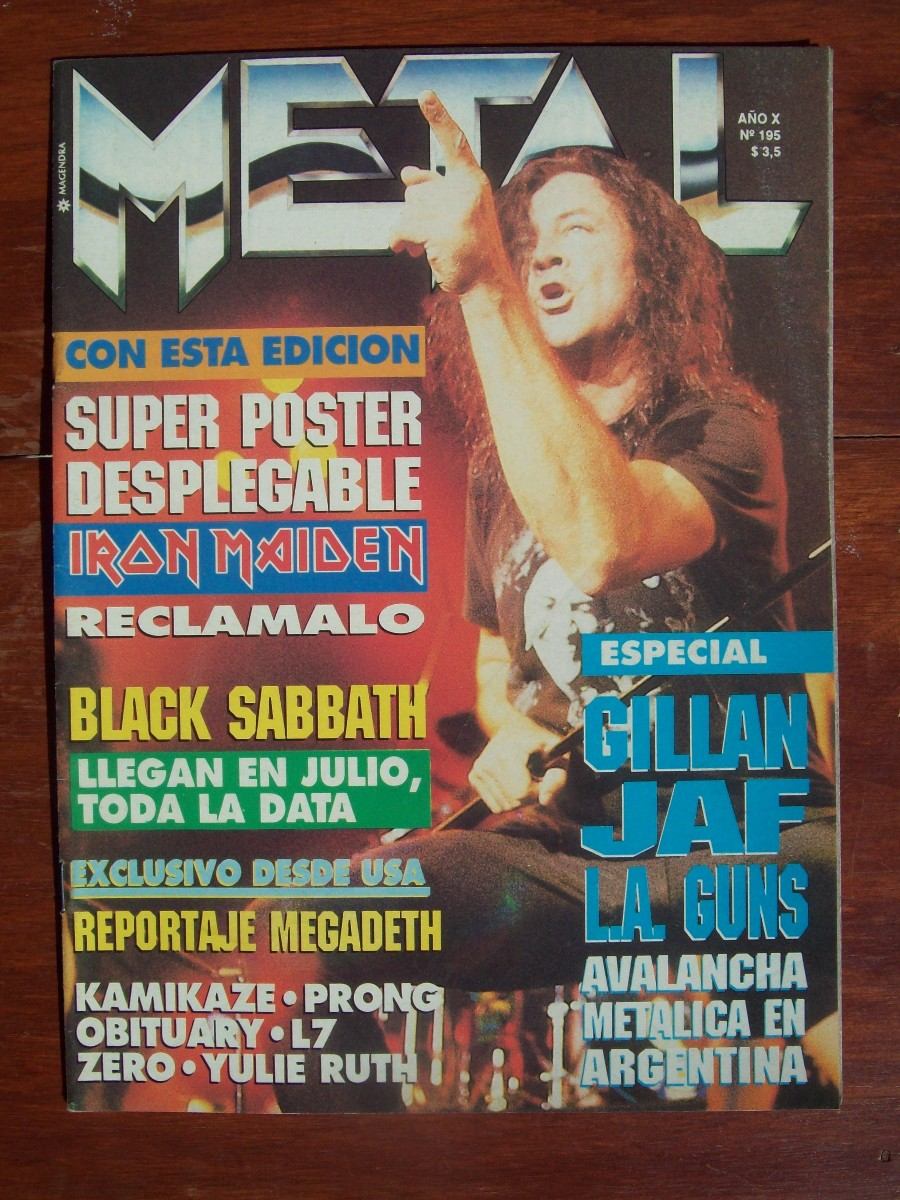 METAL
AÑO X
Nº 195
$ 3,5
MAGENDRA
CON ESTA EDICION
SUPER POSTER
DESPLEGABLE
IRON MAIDEN
RECLAMALO
BLACK SABBATH
LLEGAN EN JULIO,
TODA LA DATA
EXCLUSIVO DESDE USA
REPORTAJE MEGADETH
KAMIKAZE • PRONG
OBITUARY • L7
ZERO • YULIE RUTH
ESPECIAL
GILLAN
JAF
L.A. GUNS
AVALANCHA
METALICA EN
ARGENTINA